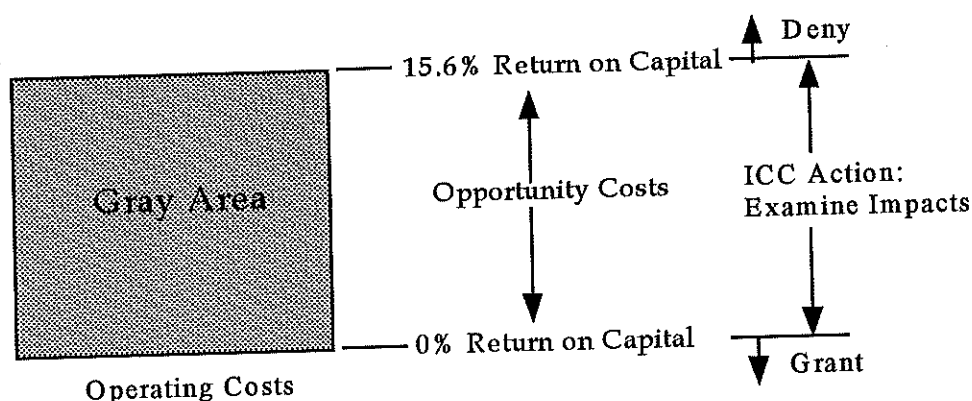 Deny
15.6% Return on Capital
Gray Area
Opportunity Costs
ICC Action:
Examine Impacts
0% Return on Capital
Grant
Operating Costs